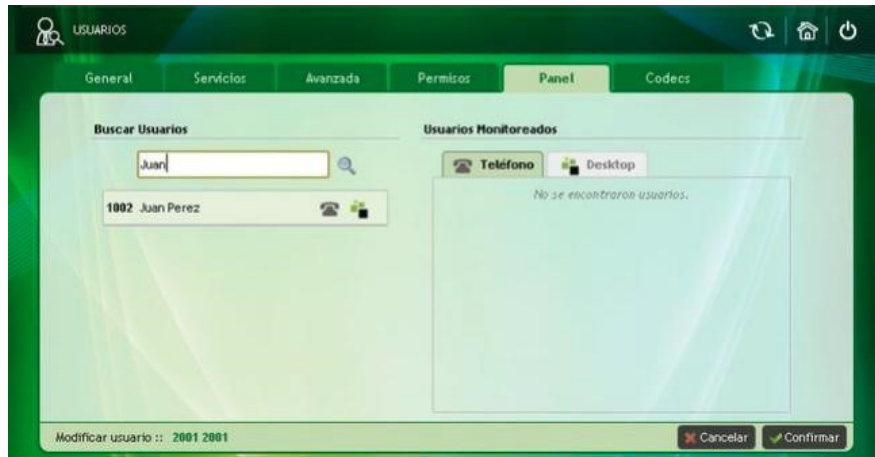 USUARIOS
General Servicios Avanzada Permisos Panel Codecs
Buscar Usuarios
Juan
1002 Juan Perez
Usuarios Monitoreados
Teléfono Desktop
No se encontraron usuarios.
Modificar usuario :: 2001 2001
Cancelar Confirmar